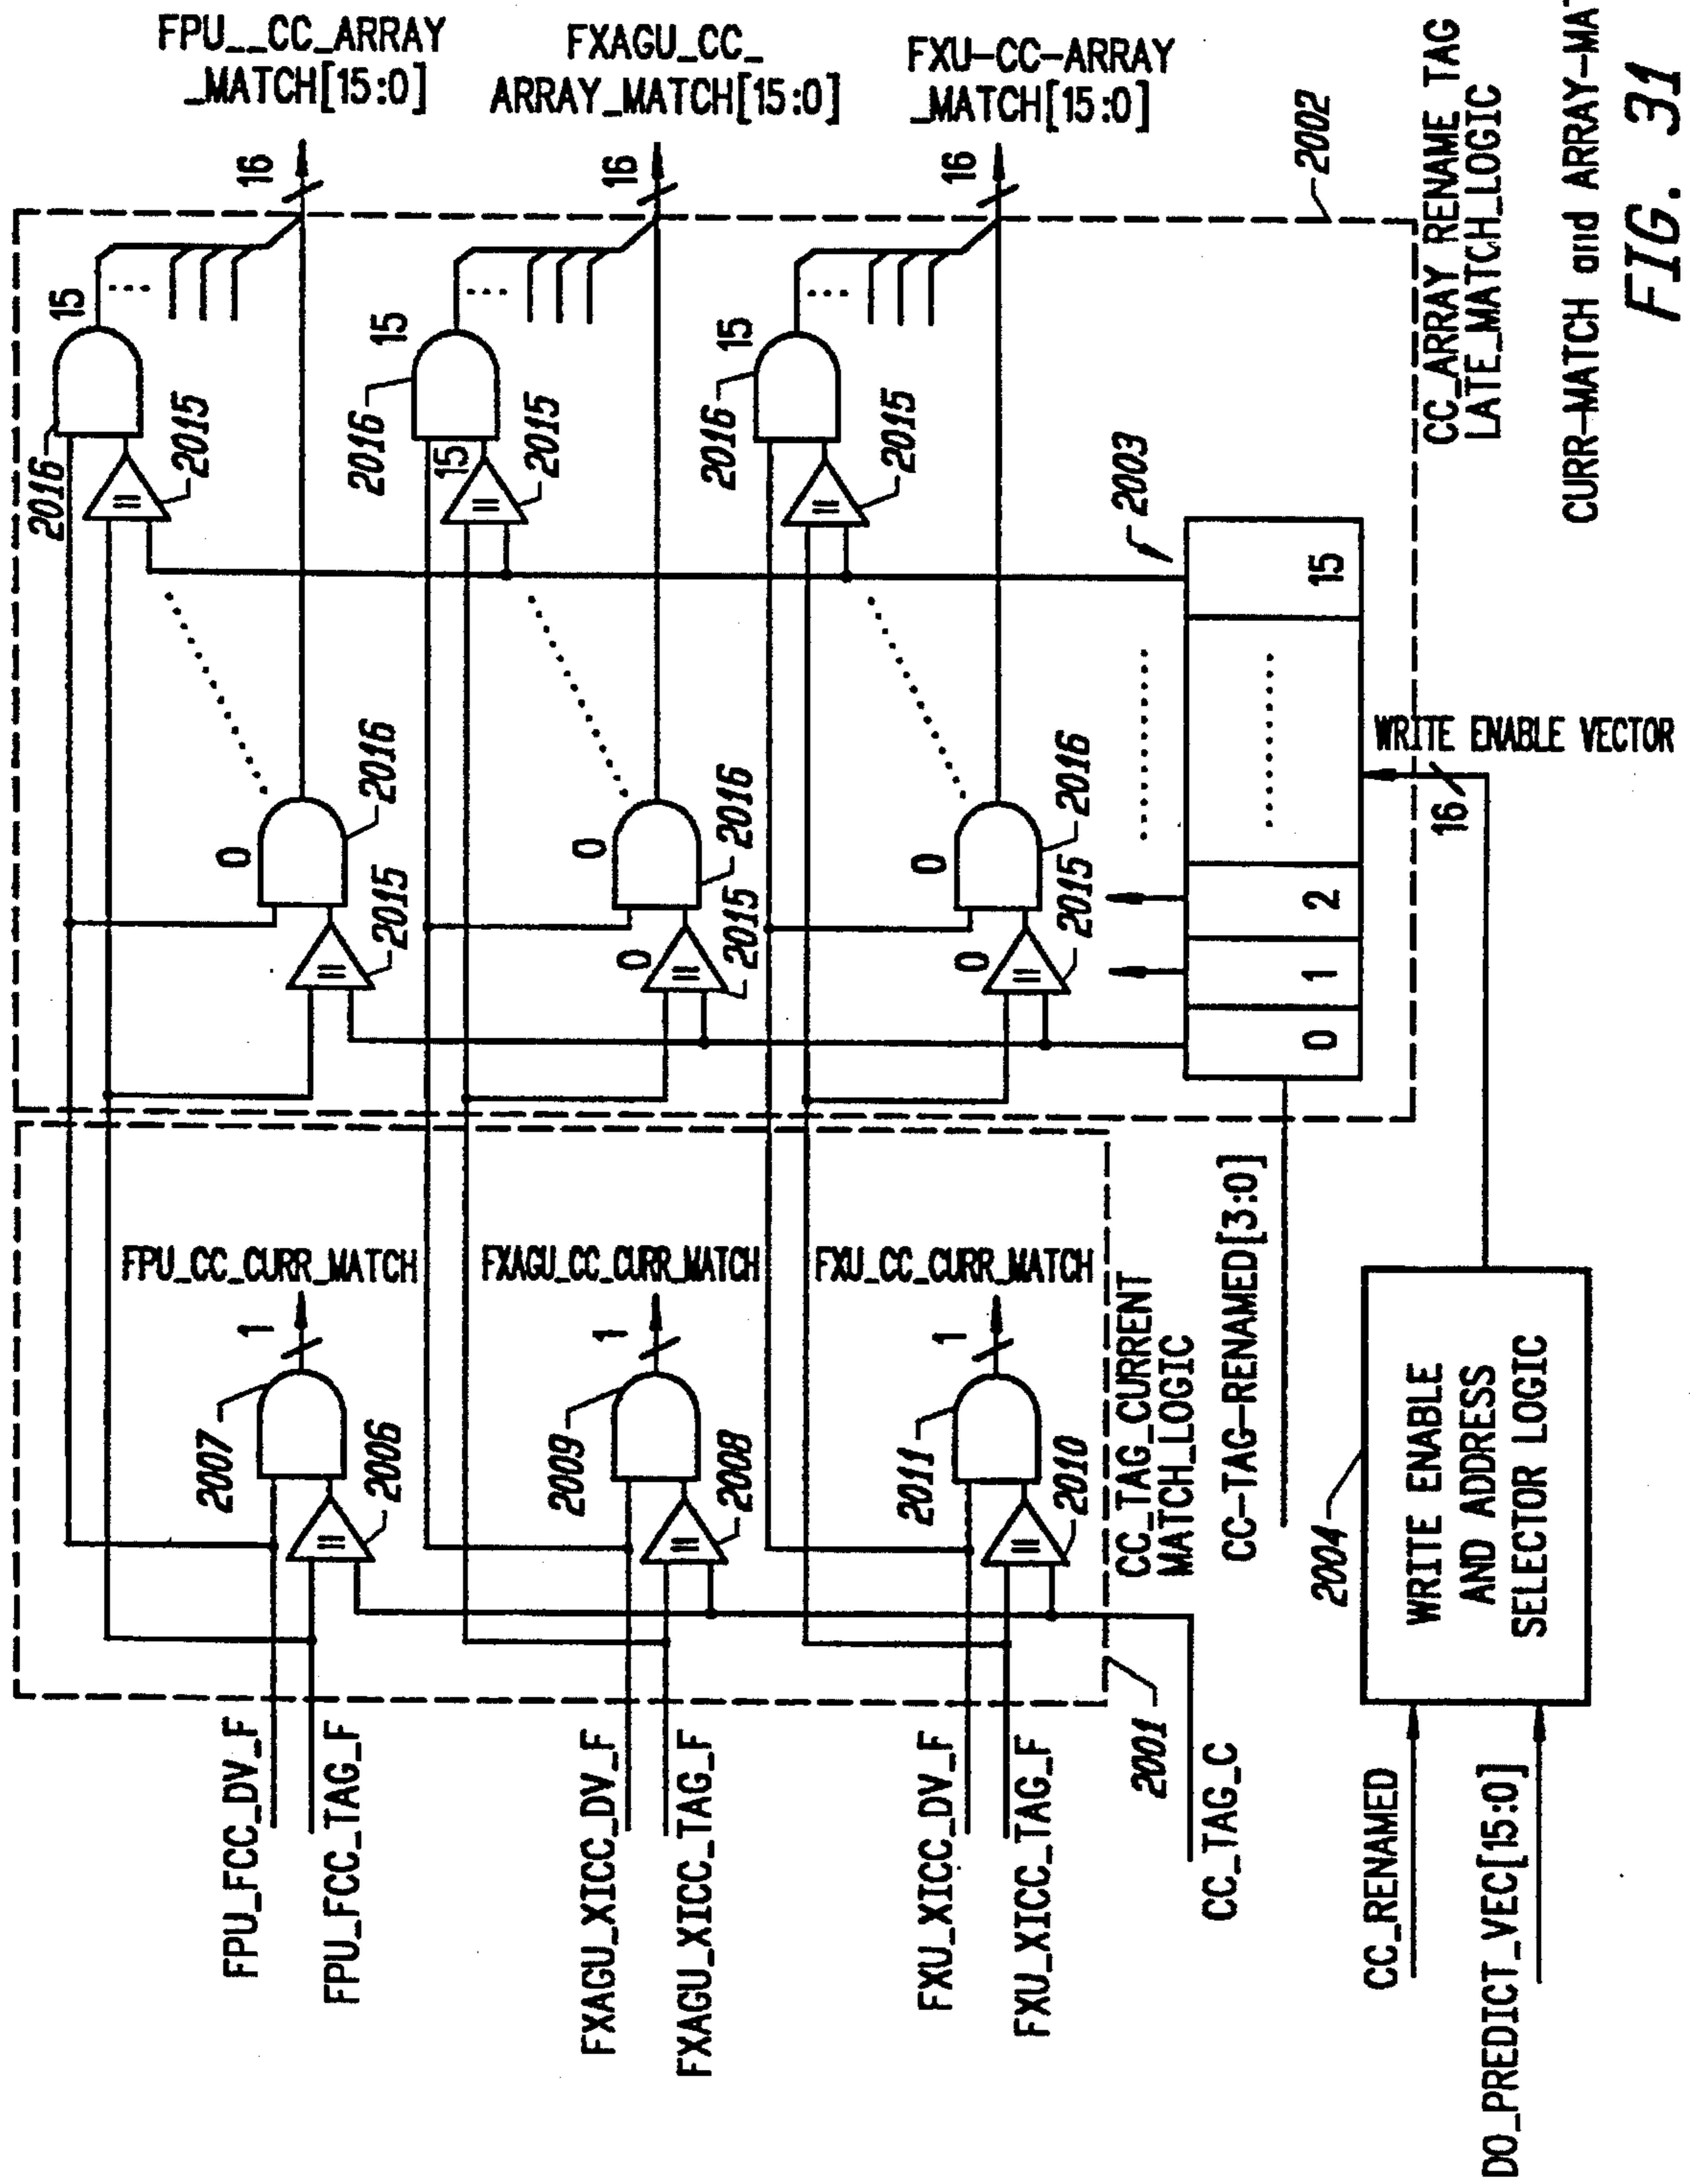 FPU__CC_ARRAY
_MATCH[15:0]
FXAGU_CC_
ARRAY_MATCH[15:0]
FXU-CC-ARRAY
_MATCH[15:0]
16
16
16
2002
15
2016
2015
15
2016
15
2015
15
2016
2015
2003
0
2016
2015
0
2016
0
2015
0
2016
0
2015
0
1
2
15
CC_ARRAY RENAME TAG
LATE_MATCH_LOGIC
WRITE ENABLE VECTOR
16
FPU_CC_CURR_MATCH
1
2007
2006
FXAGU_CC_CURR_MATCH
1
2009
2008
FXU_CC_CURR_MATCH
1
2011
2010
CC_TAG_CURRENT
MATCH_LOGIC
CC-TAG-RENAMED[3:0]
2004
WRITE ENABLE
AND ADDRESS
SELECTOR LOGIC
FPU_FCC_DV_F
FPU_FCC_TAG_F
FXAGU_XICC_DV_F
FXAGU_XICC_TAG_F
FXU_XICC_DV_F
FXU_XICC_TAG_F
2001
CC_TAG_C
CC_RENAMED
DO_PREDICT_VEC[15:0]
CURR-MATCH and
FIG. 31